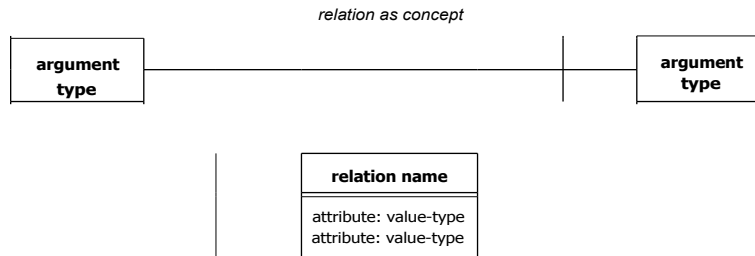 relation as concept
argument
type
argument
type
relation name
attribute: value-type
attribute: value-type